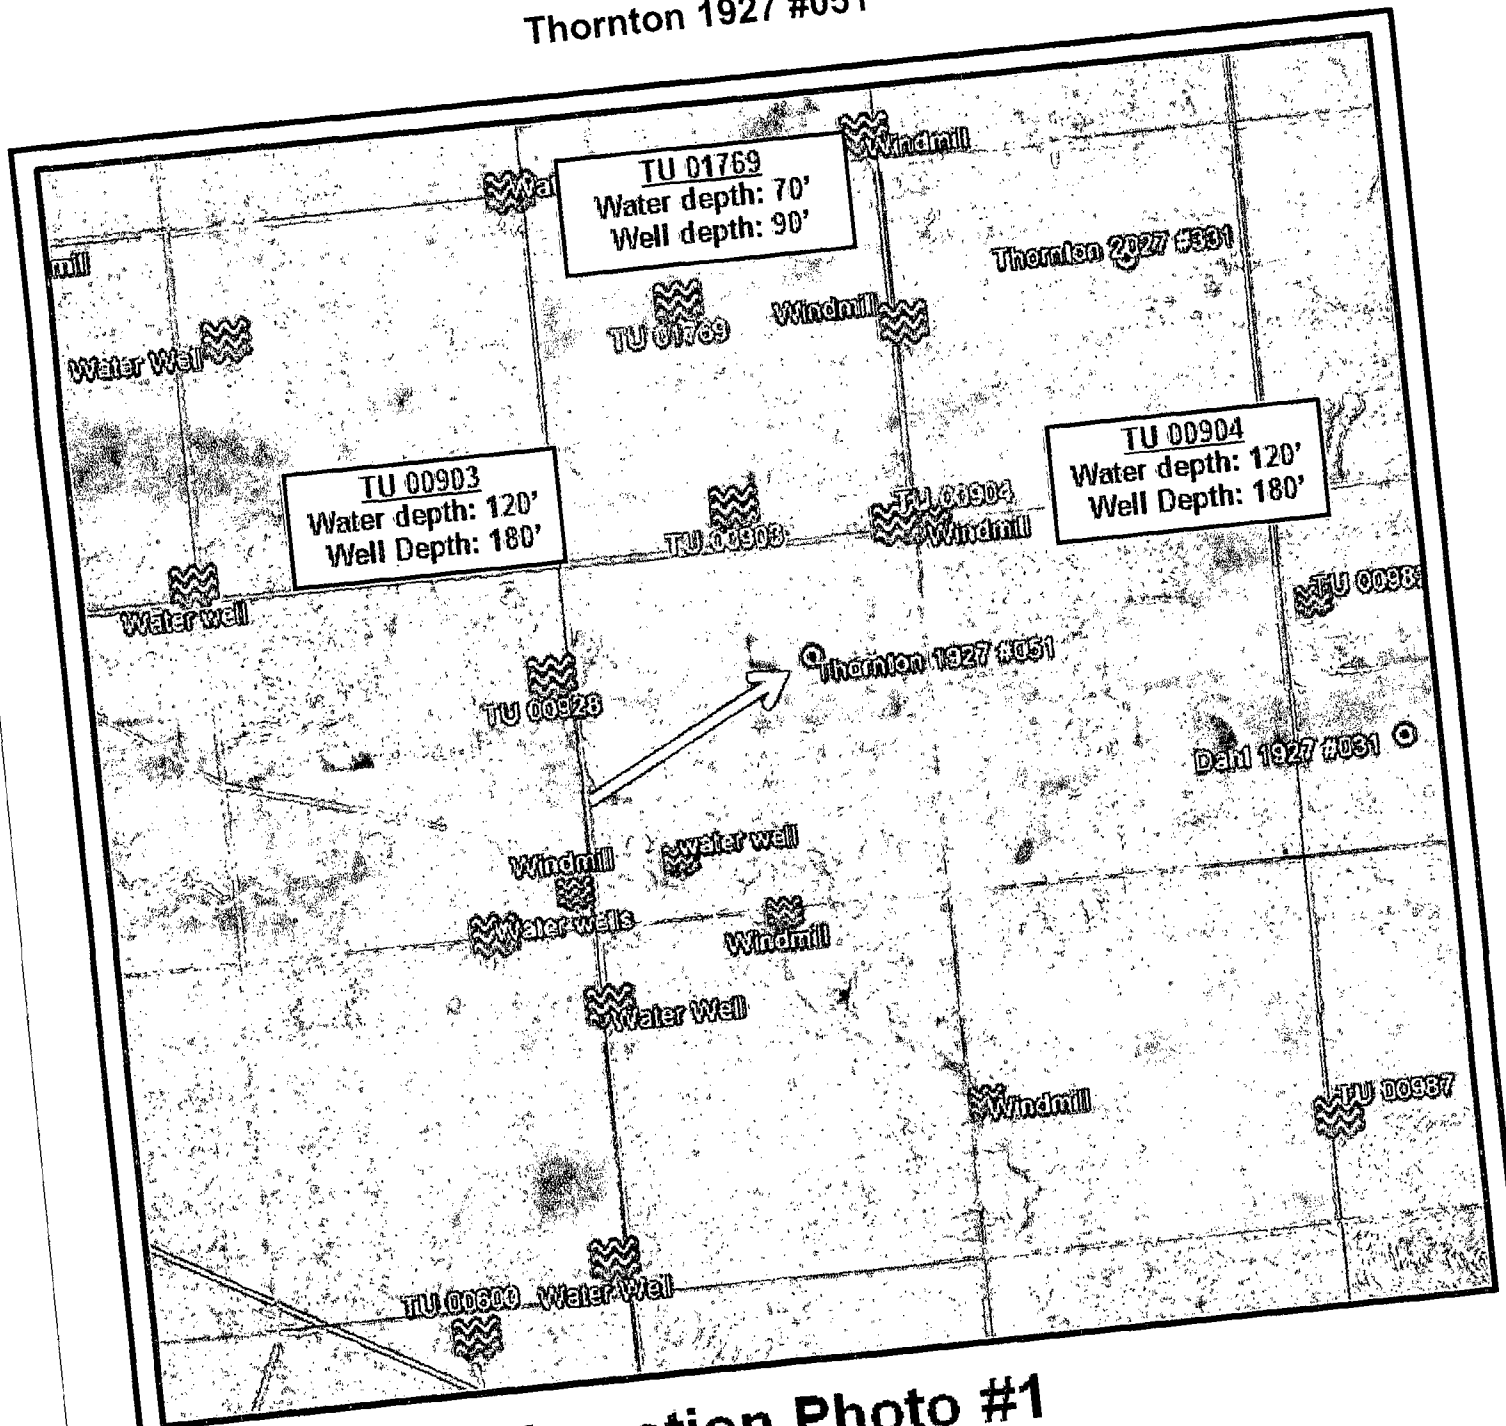 Thornton 1927 #051
Windmill
TU 01769
Water depth: 70'
Well depth: 90'
mill
Thornton 2027 #331
Windmill
TU 01769
Water Well
TU 00904
Water depth: 120'
Well Depth: 180'
TU 00903
Water depth: 120'
Well Depth: 180'
TU 00904
Windmill
TU 00903
Water well
Thornton 1927 #051
TU 00928
Dahl 1927 #031
water well
Windmill
Water wells
Windmill
Water Well
Windmill
TU 00987
TU 00600
Water Well
Photo #1